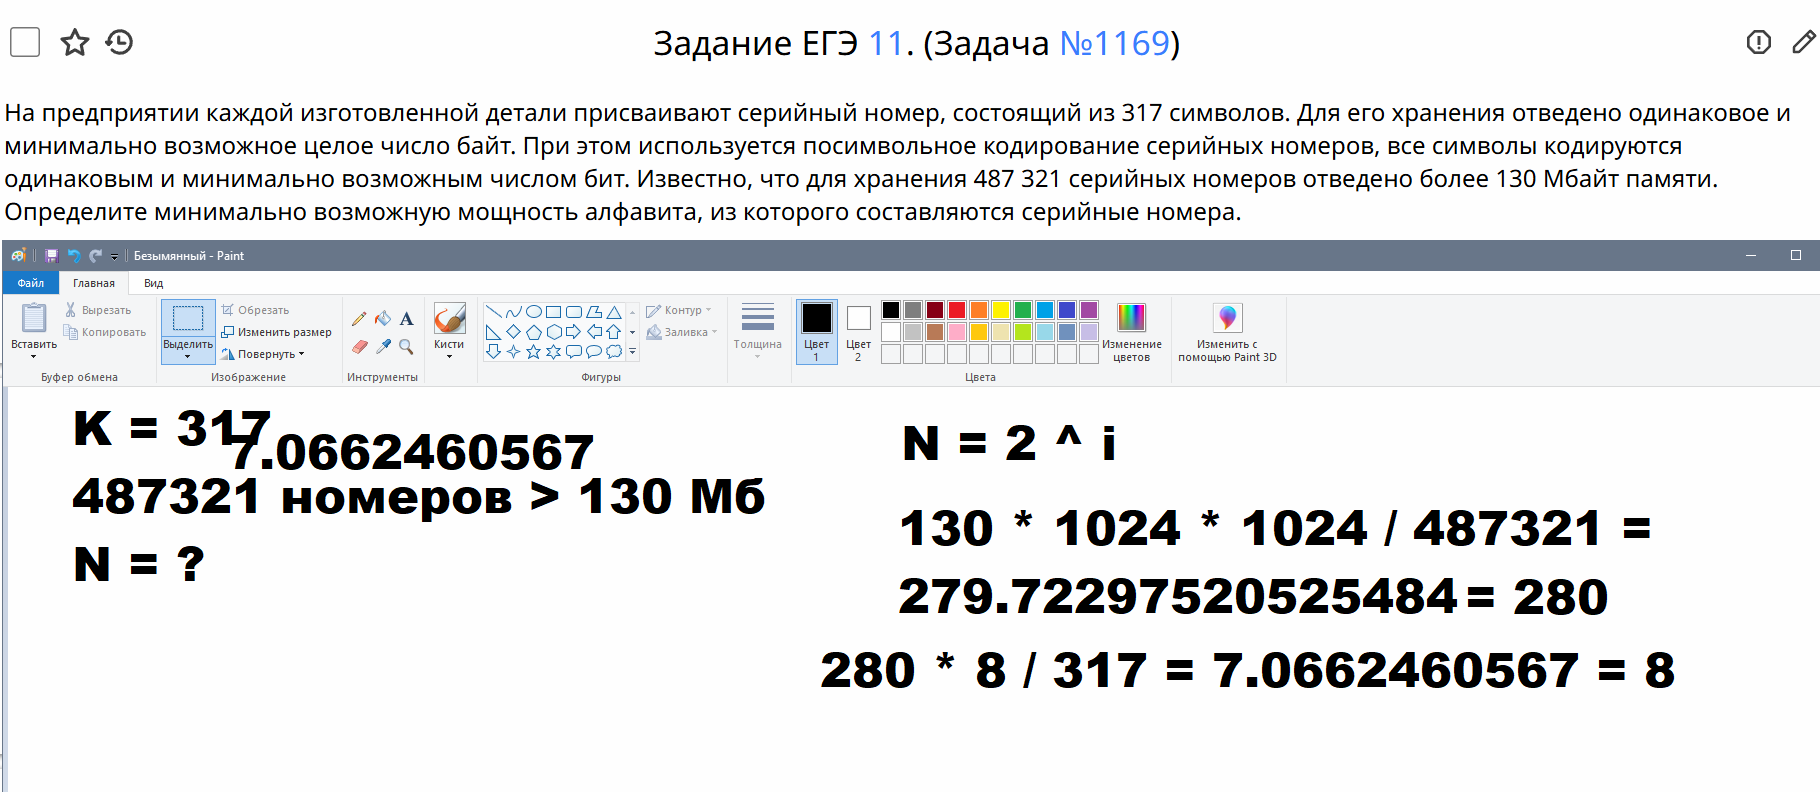 Задание ЕГЭ 11. (Задача №1169)
На предприятии каждой изготовленной детали присваивают серийный номер, состоящий из 317 символов. Для его хранения отведено одинаковое и
минимально возможное целое число байт. При этом используется посимвольное кодирование серийных номеров, все символы кодируются
одинаковым и минимально возможным числом бит. Известно, что для хранения 487 321 серийных номеров отведено более 130 Мбайт памяти.
Определите минимально возможную мощность алфавита, из которого составляются серийные номера.
Безымянный - Paint
Файл Главная Вид
Вставить
Вырезать
Копировать
Буфер обмена
Выделить
Обрезать
Изменить размер
Повернуть
Изображение
A
Инструменты
Кисти
Контур
Заливка
Фигуры
Толщина
Цвет
1
Цвет
2
Изменение
цветов
Цвета
Изменить с
помощью Paint 3D
K = 317
7.0662460567
487321 номеров > 130 Мб
N = ?
N = 2 ^ i
130 * 1024 * 1024 / 487321 =
279.72297520525484 = 280
280 * 8 / 317 = 7.0662460567 = 8